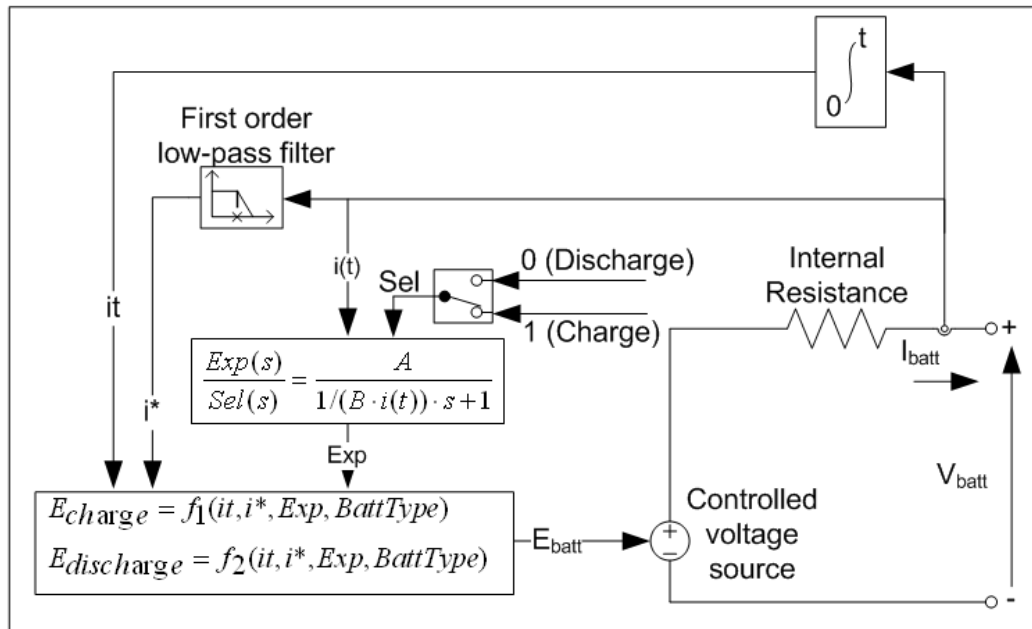 t
0
First order
low-pass filter
i(t)
0 (Discharge)
Sel
1 (Charge)
Internal
Resistance
it
i*
Exp(s)/Sel(s) = A/(1/(B·i(t))·s+1)
+
I_batt
Exp
V_batt
E_charge = f_1(it, i*, Exp, BattType)
E_discharge = f_2(it, i*, Exp, BattType)
E_batt
+
−
Controlled
voltage
source
-